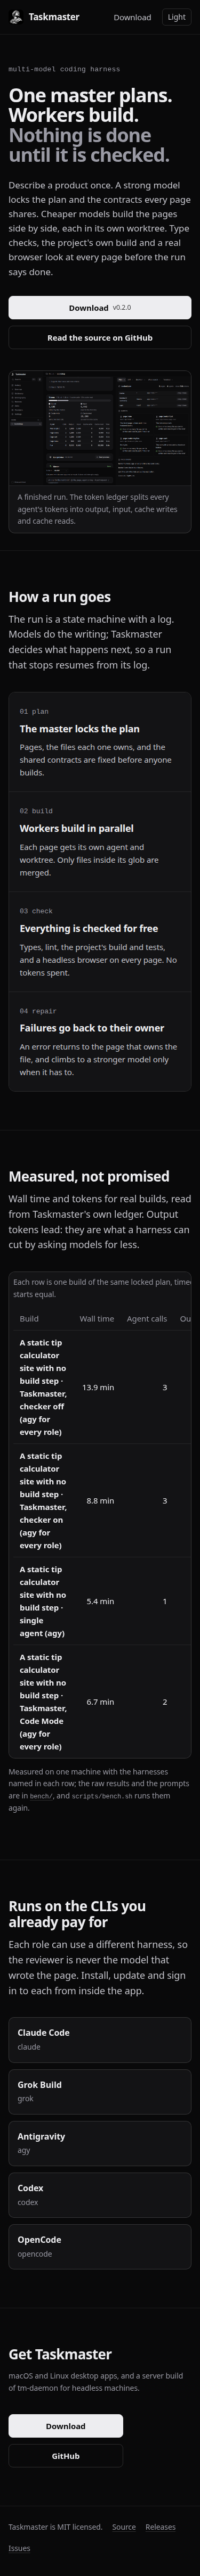 Taskmaster
Download
Light
multi-model coding harness
One master plans.
Workers build.
Nothing is done
until it is checked.
Describe a product once. A strong model
locks the plan and the contracts every page
shares. Cheaper models build the pages
side by side, each in its own worktree. Type
checks, the project's own build and a real
browser look at every page before the run
says done.
Download v0.2.0
Read the source on GitHub
A finished run. The token ledger splits every
agent's tokens into output, input, cache writes
and cache reads.
How a run goes
The run is a state machine with a log.
Models do the writing; Taskmaster
decides what happens next, so a run
that stops resumes from its log.
01 plan
The master locks the plan
Pages, the files each one owns, and the
shared contracts are fixed before anyone
builds.
02 build
Workers build in parallel
Each page gets its own agent and
worktree. Only files inside its glob are
merged.
03 check
Everything is checked for free
Types, lint, the project's build and tests,
and a headless browser on every page. No
tokens spent.
04 repair
Failures go back to their owner
An error returns to the page that owns the
file, and climbs to a stronger model only
when it has to.
Measured, not promised
Wall time and tokens for real builds, read
from Taskmaster's own ledger. Output
tokens lead: they are what a harness can
cut by asking models for less.
Each row is one build of the same locked plan, timed
starts equal.
Build Wall time Agent calls Ou
A static tip
calculator
site with no
build step ·
Taskmaster,
checker off
(agy for
every role)
13.9 min 3
A static tip
calculator
site with no
build step ·
Taskmaster,
checker on
(agy for
every role)
8.8 min 3
A static tip
calculator
site with no
build step ·
single
agent (agy)
5.4 min 1
A static tip
calculator
site with no
build step ·
Taskmaster,
Code Mode
(agy for
every role)
6.7 min 2
Measured on one machine with the harnesses
named in each row; the raw results and the prompts
are in bench/, and scripts/bench.sh runs them
again.
Runs on the CLIs you
already pay for
Each role can use a different harness, so
the reviewer is never the model that
wrote the page. Install, update and sign
in to each from inside the app.
Claude Code
claude
Grok Build
grok
Antigravity
agy
Codex
codex
OpenCode
opencode
Get Taskmaster
macOS and Linux desktop apps, and a server build
of tm-daemon for headless machines.
Download
GitHub
Taskmaster is MIT licensed. Source Releases
Issues